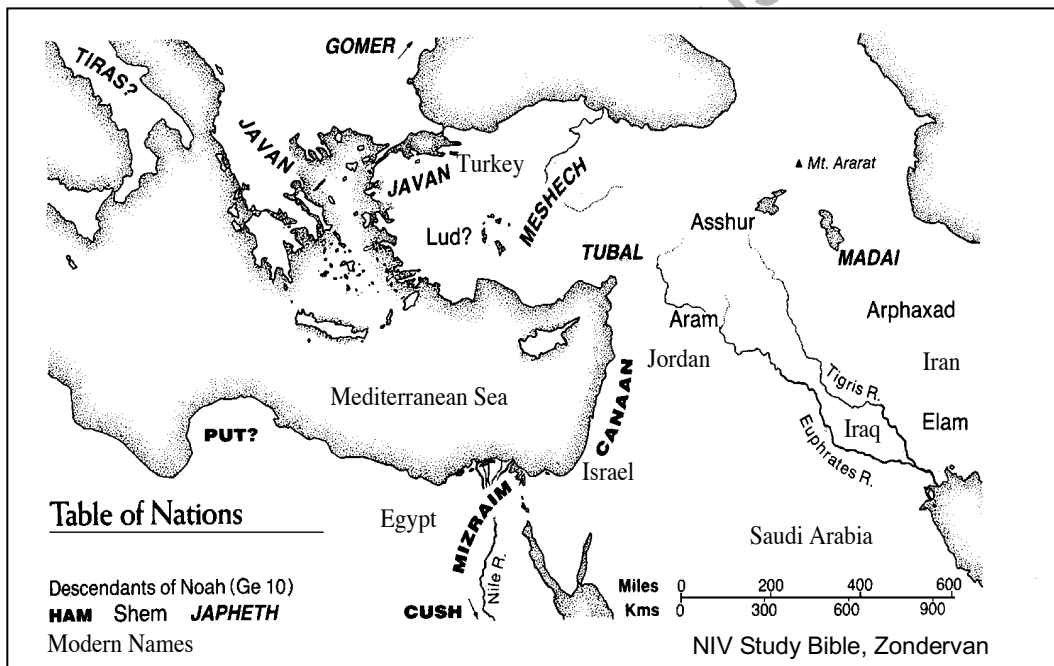 GOMER
TIRAS?
JAVAN
JAVAN
Turkey
Mt. Ararat
MESHECH
Asshur
Lud?
TUBAL
MADAI
Aram
Arphaxad
Jordan
Iran
Tigris R.
Mediterranean Sea
CANAAN
PUT?
Iraq
Elam
Euphrates R.
Israel
Table of Nations
Egypt
MIZRAIM
Nile R.
Saudi Arabia
Descendants of Noah (Ge 10)
HAM Shem JAPHETH
Modern Names
CUSH
Miles 0 200 400 600
Kms 0 300 600 900
NIV Study Bible, Zondervan